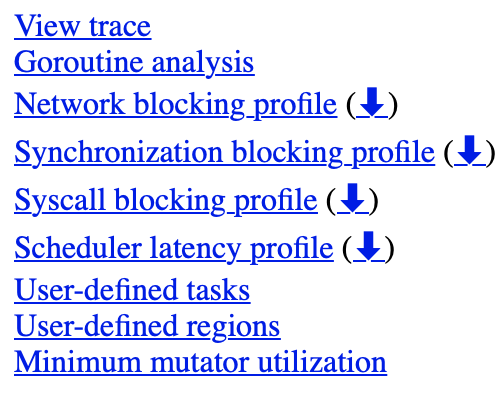 View trace
Goroutine analysis
Network blocking profile (⬇)
Synchronization blocking profile (⬇)
Syscall blocking profile (⬇)
Scheduler latency profile (⬇)
User-defined tasks
User-defined regions
Minimum mutator utilization